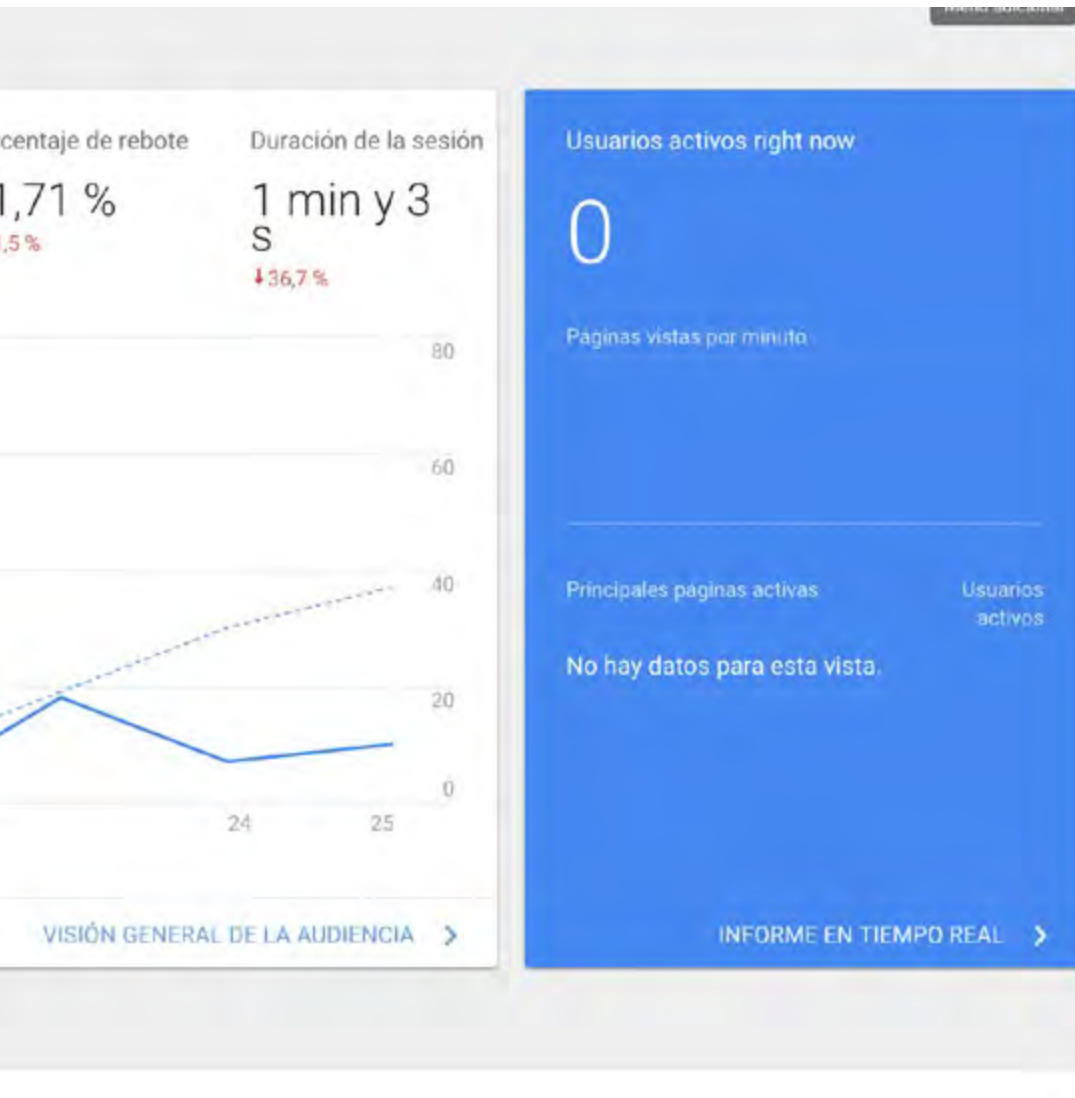 Menú adicional
centaje de rebote
1,71 %
,5 %
Duración de la sesión
1 min y 3
s
↓36,7 %
80
60
40
20
0
24
25
VISIÓN GENERAL DE LA AUDIENCIA
Usuarios activos right now
0
Páginas vistas por minuto
Principales páginas activas
Usuarios
activos
No hay datos para esta vista.
INFORME EN TIEMPO REAL